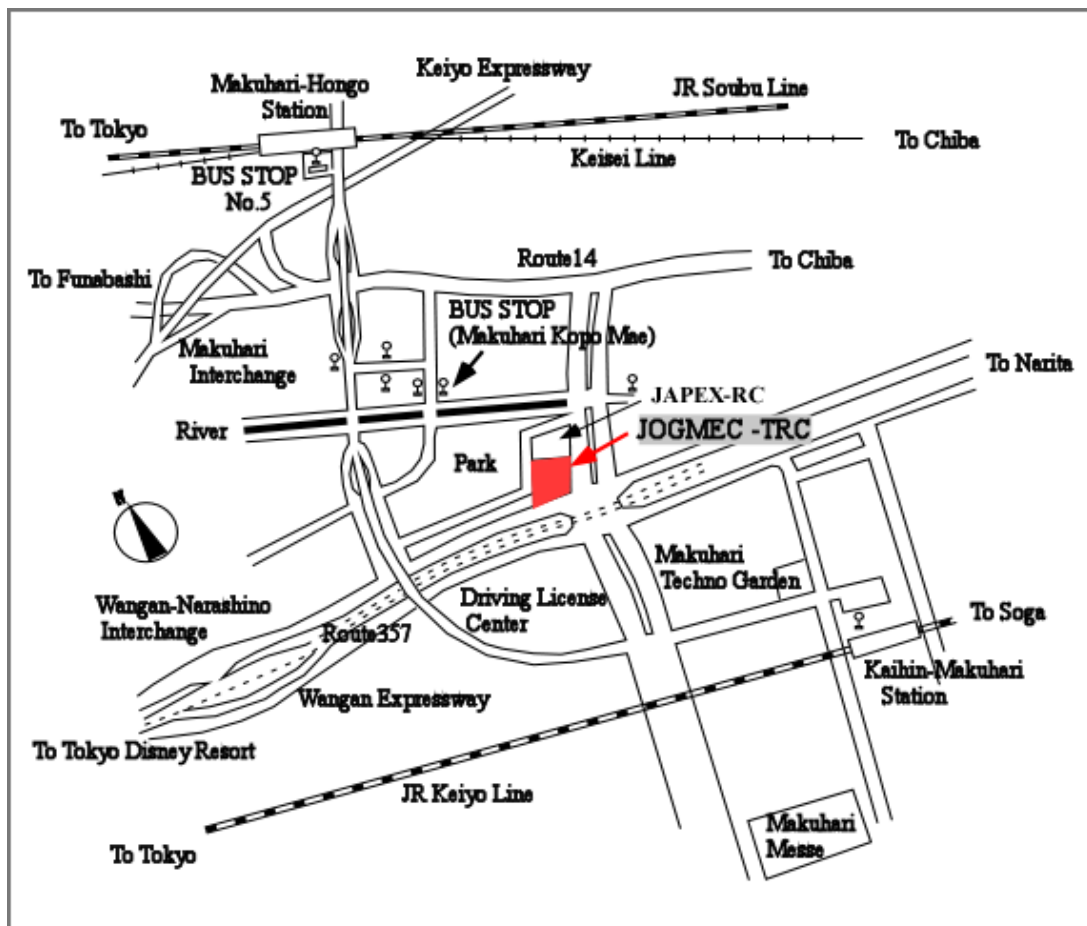 Keiyo Expressway
Makuhari-Hongo
Station
JR Soubu Line
To Tokyo
To Chiba
Keisei Line
BUS STOP
No.5
Route14
To Chiba
To Funabashi
BUS STOP
(Makuhari Kopo Mae)
Makuhari
Interchange
To Narita
JAPEX-RC
River
JOGMEC -TRC
Park
N
Makuhari
Techno Garden
Wangan-Narashino
Interchange
Driving License
Center
To Soga
Route357
Kaihin-Makuhari
Station
Wangan Expressway
To Tokyo Disney Resort
JR Keiyo Line
Makuhari
Messe
To Tokyo